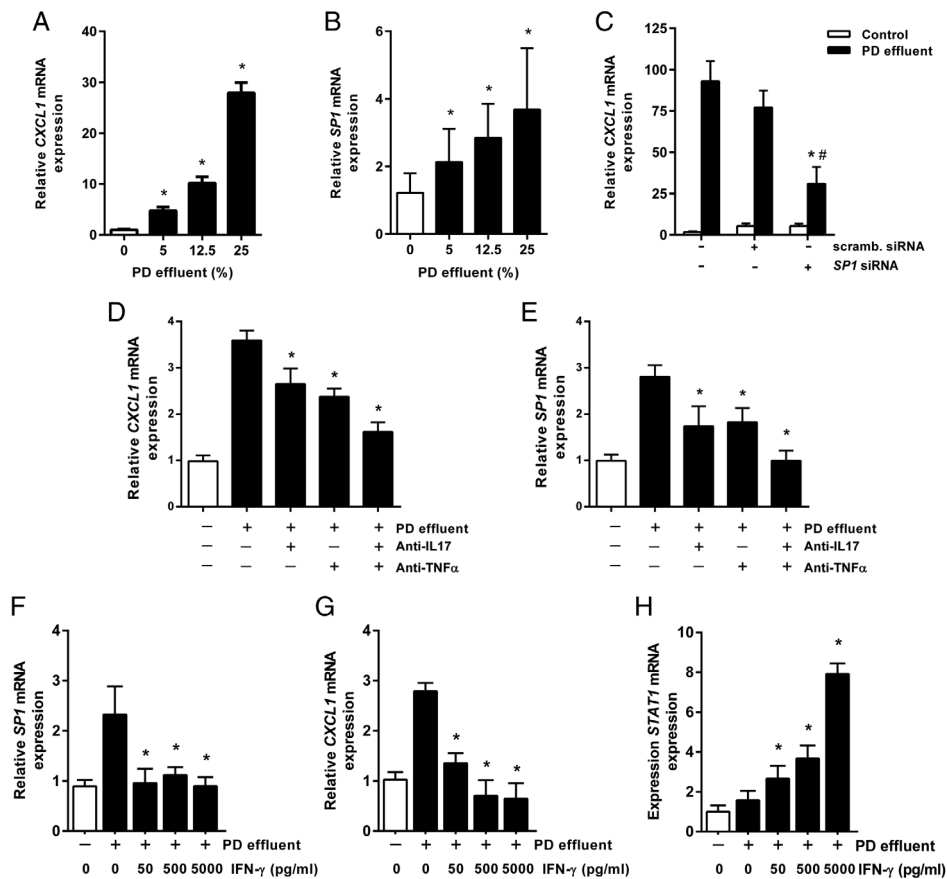 A
Relative CXCL1 mRNA
expression
40
30
20
10
0
*
*
*
0 5 12.5 25
PD effluent (%)
B
Relative SP1 mRNA
expression
6
4
2
0
*
*
*
0 5 12.5 25
PD effluent (%)
C
Relative CXCL1 mRNA
expression
125
100
75
50
25
0
Control
PD effluent
* #
- + - scramb. siRNA
- - + SP1 siRNA
D
Relative CXCL1 mRNA
expression
4
3
2
1
0
*
*
*
– + + + + PD effluent
– – + – + Anti-IL17
– – – + + Anti-TNFα
E
Relative SP1 mRNA
expression
4
3
2
1
0
*
*
*
– + + + + PD effluent
– – + – + Anti-IL17
– – – + + Anti-TNFα
F
Relative SP1 mRNA
expression
4
3
2
1
0
*
*
*
– + + + + PD effluent
0 0 50 500 5000 IFN-γ (pg/ml)
G
Relative CXCL1 mRNA
expression
4
3
2
1
0
*
*
*
– + + + + PD effluent
0 0 50 500 5000 IFN-γ (pg/ml)
H
Expression STAT1 mRNA
expression
10
8
6
4
2
0
*
*
*
– + + + + PD effluent
0 0 50 500 5000 IFN-γ (pg/ml)